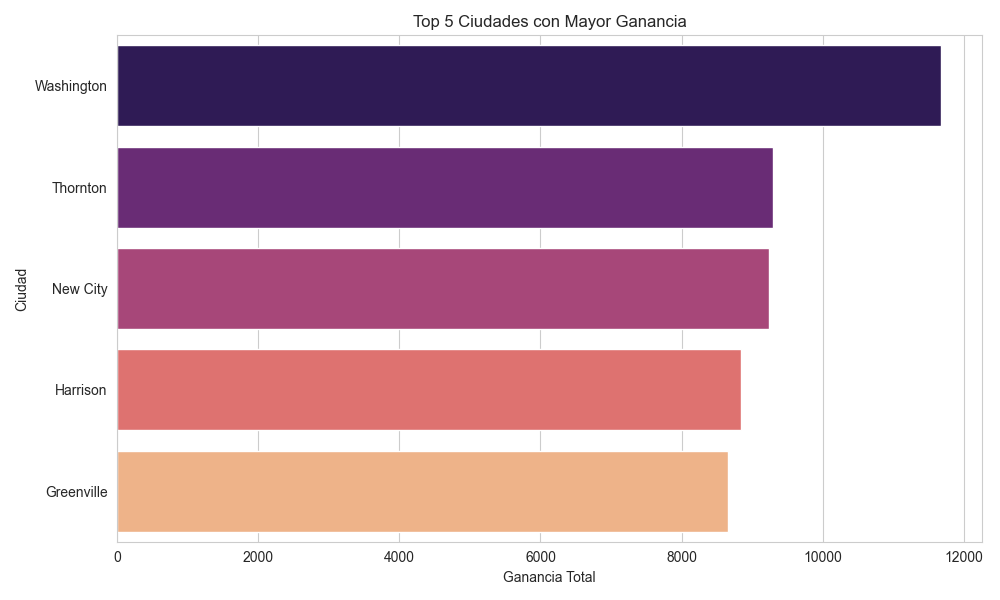 Top 5 Ciudades con Mayor Ganancia
Ciudad
Washington
Thornton
New City
Harrison
Greenville
0 2000 4000 6000 8000 10000 12000
Ganancia Total